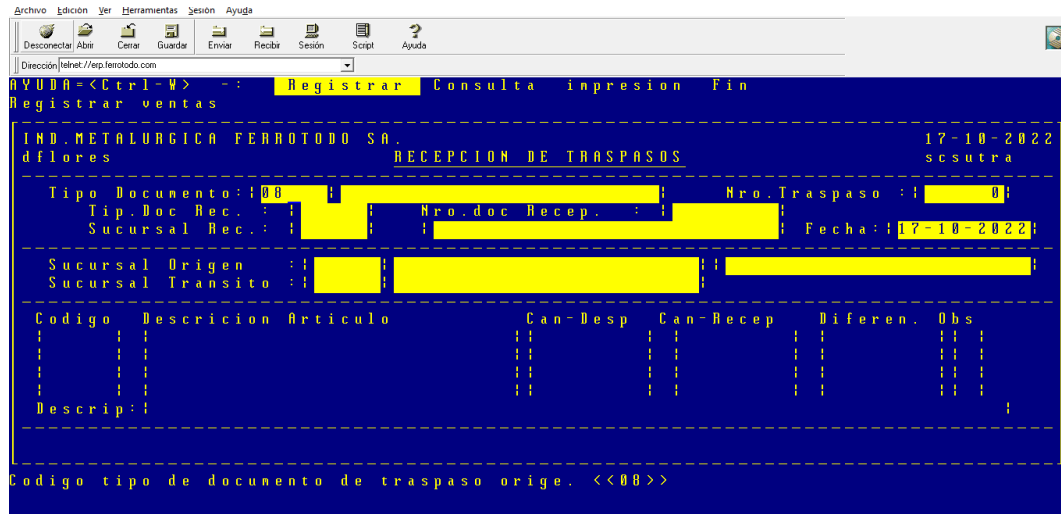 Archivo Edición Ver Herramientas Sesión Ayuda
Desconectar Abrir Cerrar Guardar Enviar Recibir Sesión Script Ayuda
Dirección telnet://erp.ferrotodo.com
AYUDA=<Ctrl-W> -: Registrar Consulta impresion Fin
Registrar ventas
IND.METALURGICA FERROTODO SA. 17-10-2022
dflores RECEPCION DE TRASPASOS scsutra
Tipo Documento:¦08 ¦ ¦ ¦ Nro.Traspaso :¦ 0¦
Tip.Doc Rec. : ¦ ¦ Nro.doc Recep. : ¦ ¦
Sucursal Rec.: ¦ ¦ ¦ ¦ Fecha:¦17-10-2022¦
Sucursal Origen :¦ ¦ ¦ ¦ ¦ ¦
Sucursal Transito :¦ ¦ ¦
Codigo Descricion Articulo Can-Desp Can-Recep Diferen. Obs
Descrip:¦ ¦
Codigo tipo de documento de traspaso orige. <<08>>